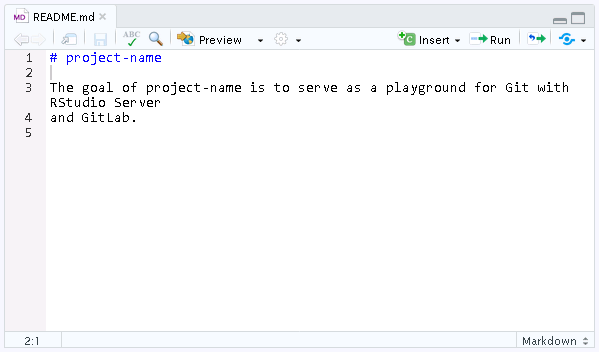 MD README.md
ABC Preview Insert Run
1 # project-name
2
3 The goal of project-name is to serve as a playground for Git with
RStudio Server
4 and GitLab.
5
2:1 Markdown